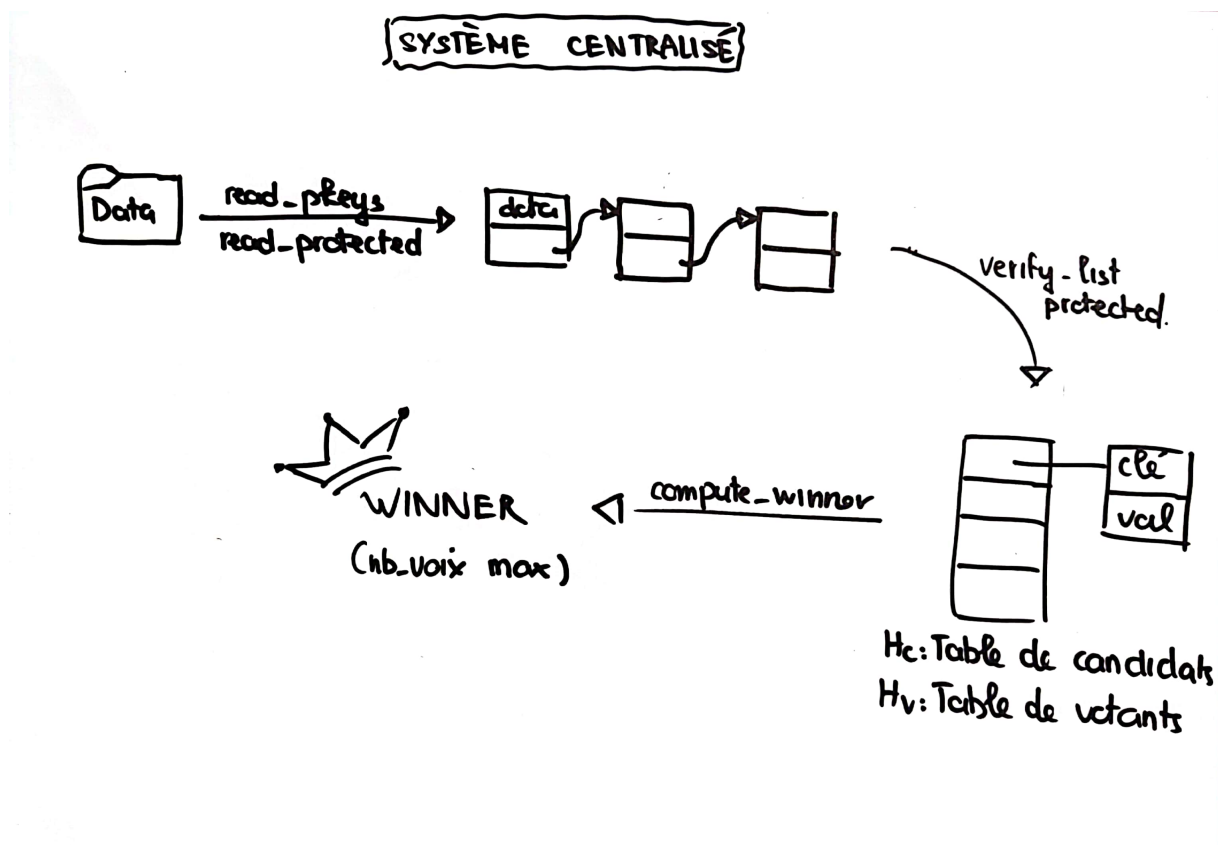 SYSTÈME CENTRALISÉ
Data
read_pkeys
read_protected
data
verify_list
protected.
clé
val
compute_winner
WINNER
(nb_voix max)
Hc: Table de candidats
Hv: Table de votants